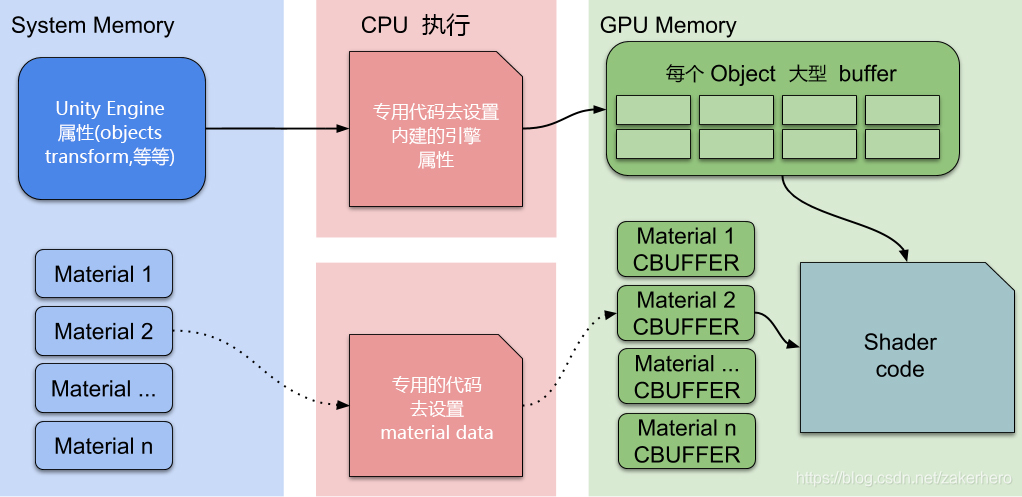 System Memory
Unity Engine
属性(objects
transform,等等)
Material 1
Material 2
Material ...
Material n
CPU 执行
专用代码去设置
内建的引擎
属性
专用的代码
去设置
material data
GPU Memory
每个 Object 大型 buffer
Material 1
CBUFFER
Material 2
CBUFFER
Material ...
CBUFFER
Material n
CBUFFER
Shader
code
https://blog.csdn.net/zakerhero